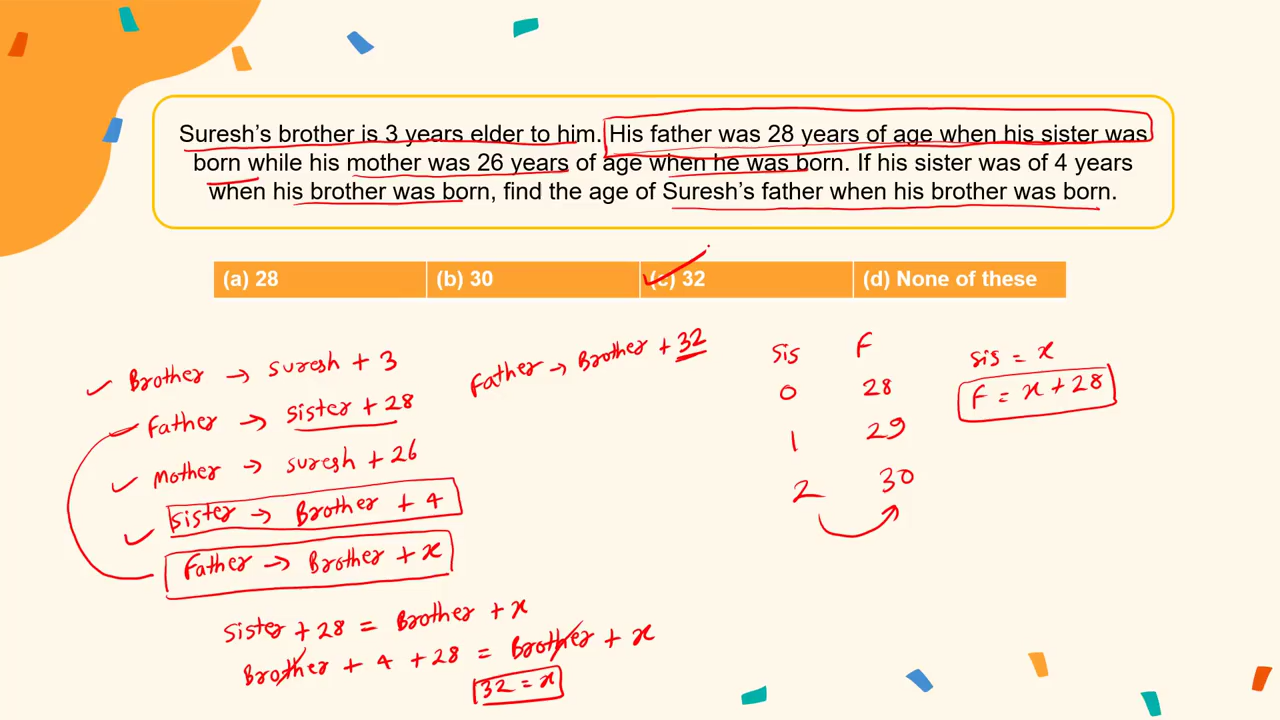 Suresh's brother is 3 years elder to him. His father was 28 years of age when his sister was
born while his mother was 26 years of age when he was born. If his sister was of 4 years
when his brother was born, find the age of Suresh's father when his brother was born.
(a) 28 (b) 30 (c) 32 (d) None of these
Brother → Suresh + 3
Father → Sister + 28
Mother → Suresh + 26
Sister → Brother + 4
Father → Brother + x
Sister + 28 = Brother + x
Brother + 4 + 28 = Brother + x
32 = x
Father → Brother + 32
Sis F
0 28
1 29
2 30
Sis = x
F = x + 28